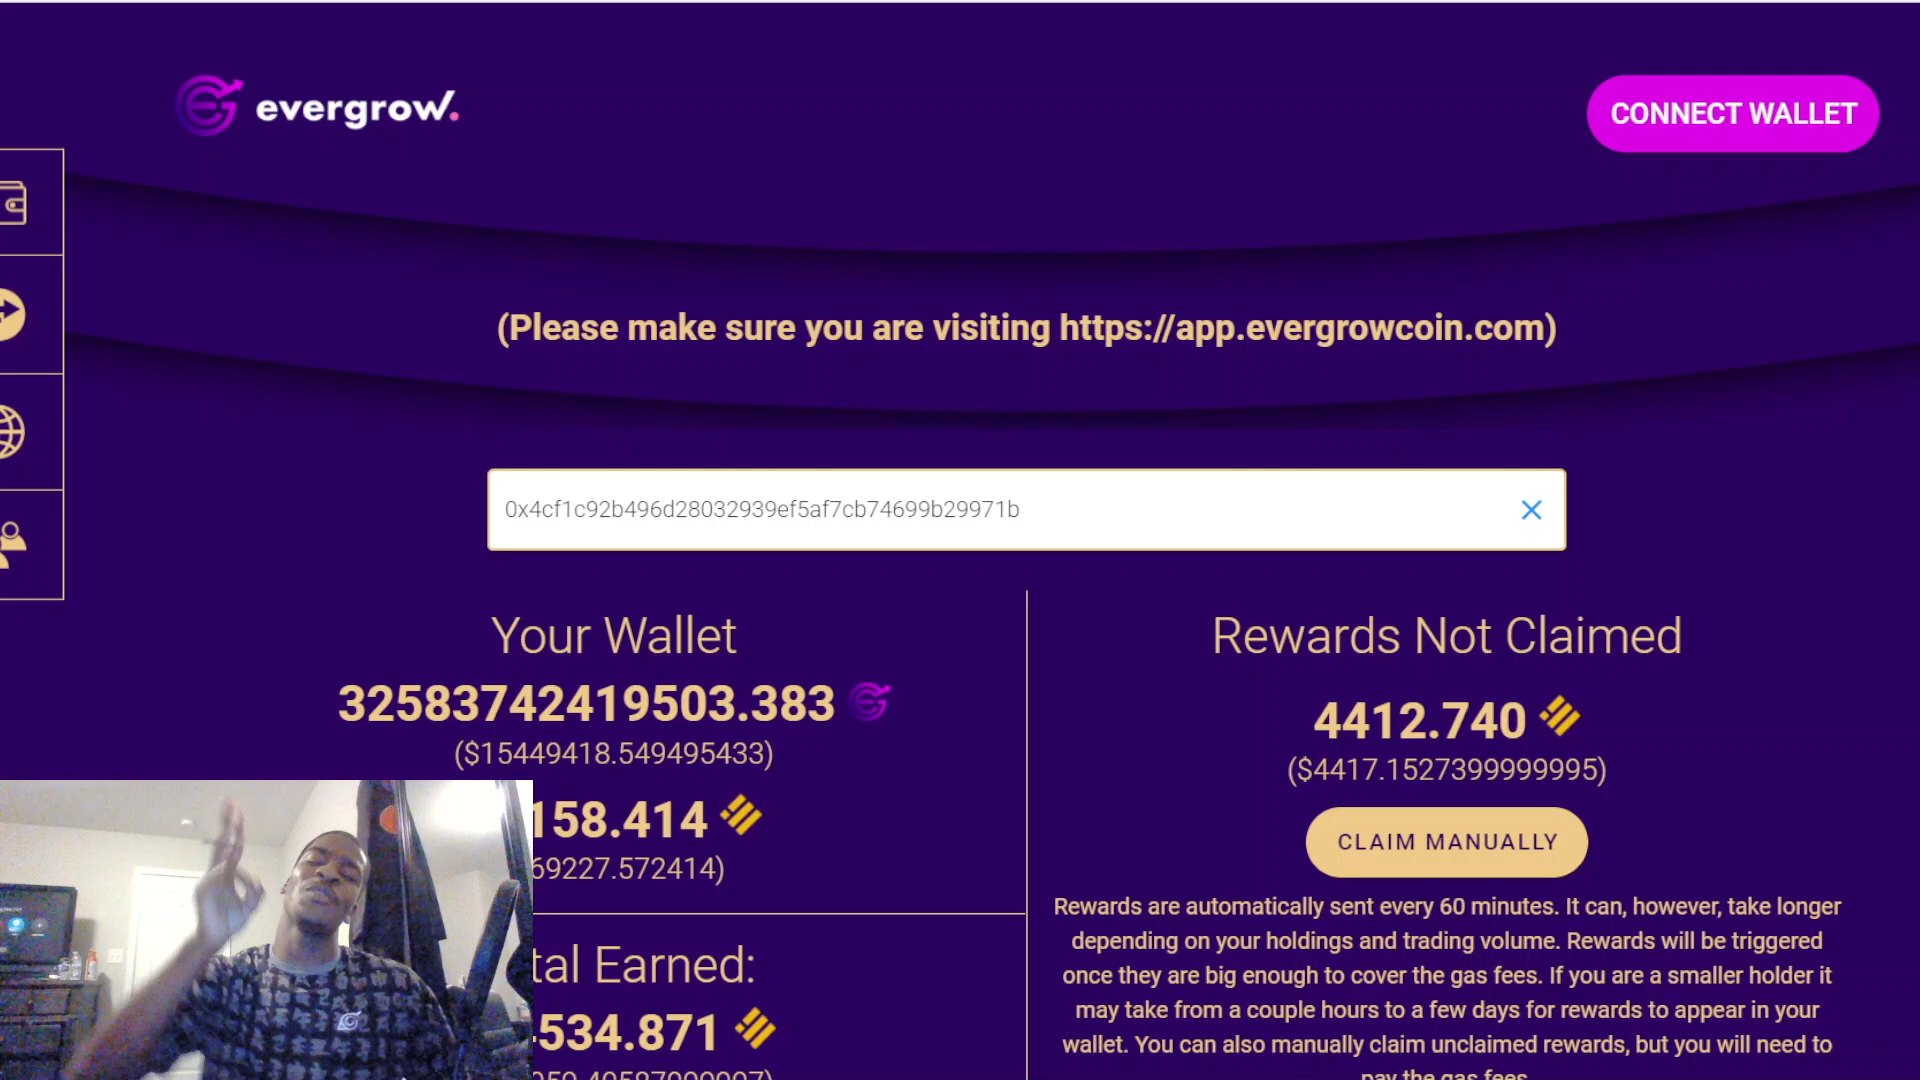 evergrow.
CONNECT WALLET
(Please make sure you are visiting https://app.evergrowcoin.com)
0x4cf1c92b496d28032939ef5af7cb74699b29971b
Your Wallet
32583742419503.383
($15449418.549495433)
158.414
69227.572414)
tal Earned:
534.871
Rewards Not Claimed
4412.740
($4417.1527399999995)
CLAIM MANUALLY
Rewards are automatically sent every 60 minutes. It can, however, take longer
depending on your holdings and trading volume. Rewards will be triggered
once they are big enough to cover the gas fees. If you are a smaller holder it
may take from a couple hours to a few days for rewards to appear in your
wallet. You can also manually claim unclaimed rewards, but you will need to
pay the gas fees